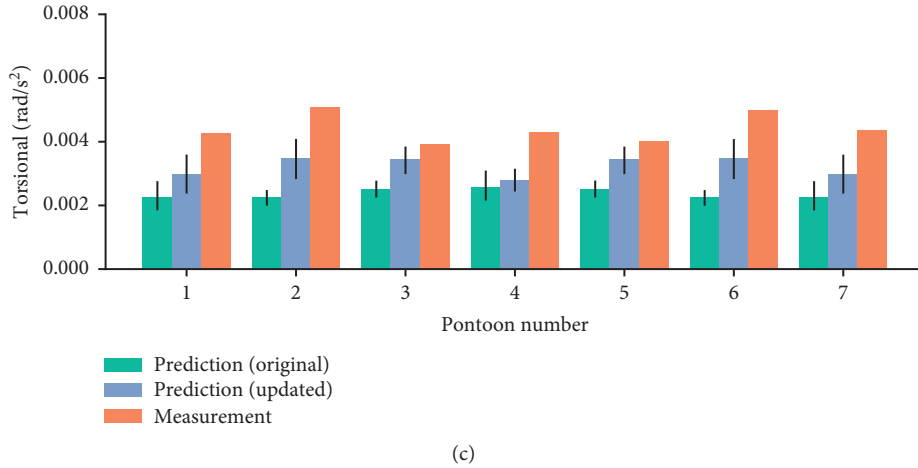 0.008
0.006
0.004
0.002
0.000
Torsional (rad/s²)
1 2 3 4 5 6 7
Pontoon number
Prediction (original)
Prediction (updated)
Measurement
(c)